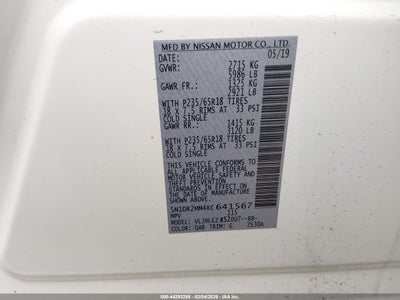 MFD BY NISSAN MOTOR CO., LTD.
DATE: 05/19
GVWR: 2715 KG
5986 LB
GAWR FR.: 1325 KG
2921 LB
WITH P235/65R18 TIRES
18 x 7.5 RIMS AT 33 PSI
COLD SINGLE
GAWR RR.: 1415 KG
3120 LB
WITH P235/65R18 TIRES
18 x 7.5 RIMS AT 33 PSI
COLD SINGLE
THIS VEHICLE CONFORMS TO ALL
APPLICABLE U.S. FEDERAL MOTOR
VEHICLE SAFETY STANDARDS
IN EFFECT ON THE DATE OF
MANUFACTURE SHOWN ABOVE.
5N1DR2MM4KC641567
MPV 115
COLOR: QAB TRIM: G
44293288 - 02/04/2026 - COPART